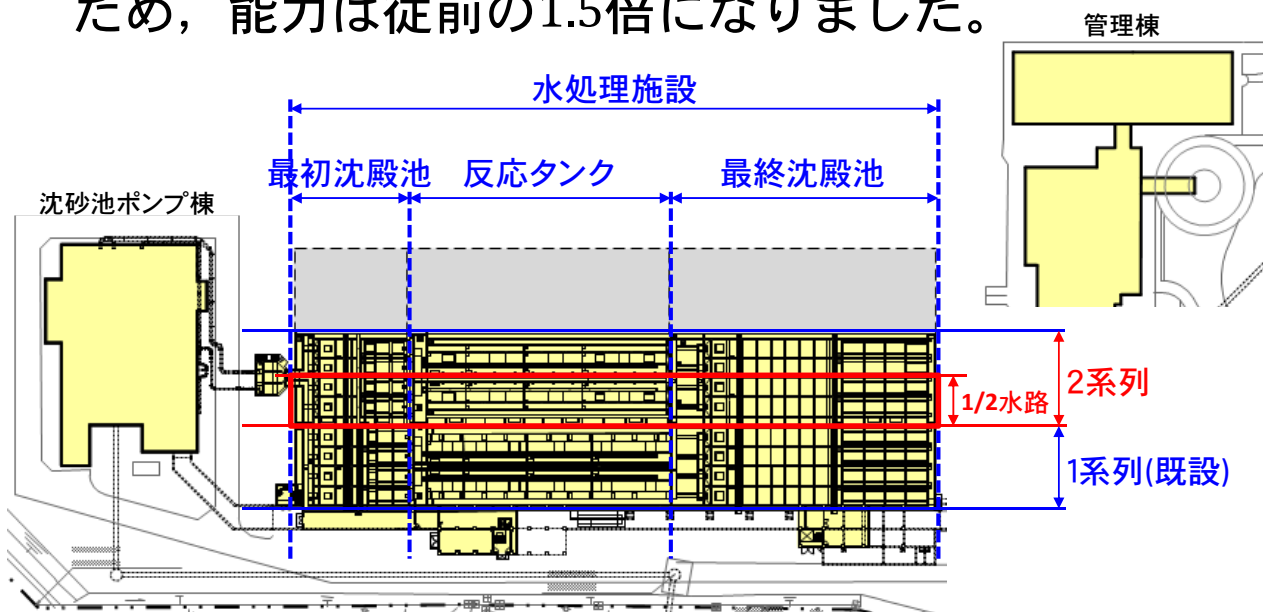 ため，能力は従前の1.5倍になりました。
管理棟
水処理施設
最初沈殿池 反応タンク 最終沈殿池
沈砂池ポンプ棟
2系列
1/2水路
1系列(既設)